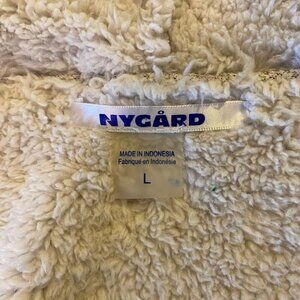 NYGÅRD
MADE IN INDONESIA
Fabriqué en Indonésie
L